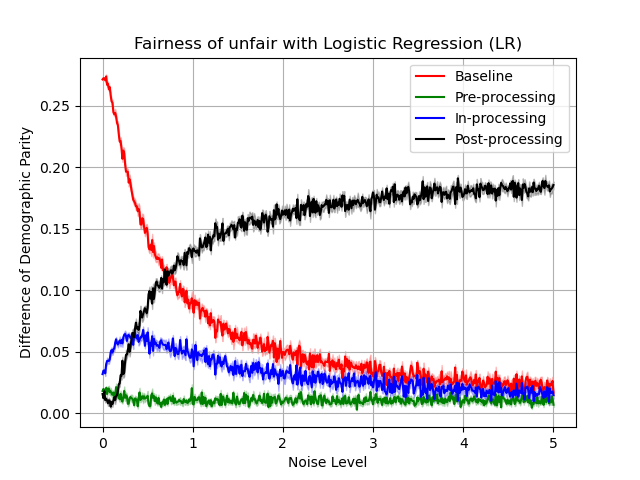 Fairness of unfair with Logistic Regression (LR)
Baseline
Pre-processing
In-processing
Post-processing
Difference of Demographic Parity
0.25
0.20
0.15
0.10
0.05
0.00
0 1 2 3 4 5
Noise Level